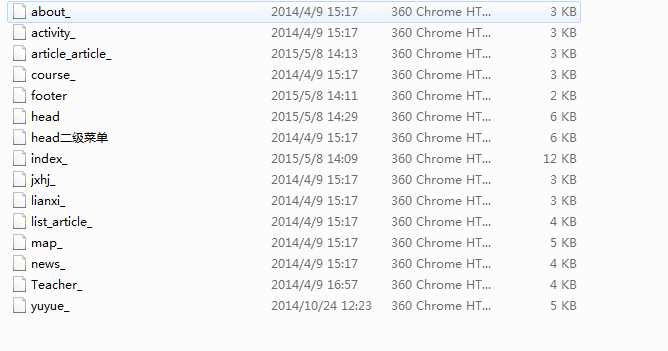 about_ 2014/4/9 15:17 360 Chrome HT... 3 KB
activity_ 2014/4/9 15:17 360 Chrome HT... 3 KB
article_article_ 2015/5/8 14:13 360 Chrome HT... 3 KB
course_ 2014/4/9 15:17 360 Chrome HT... 3 KB
footer 2015/5/8 14:11 360 Chrome HT... 2 KB
head 2015/5/8 14:29 360 Chrome HT... 6 KB
head二级菜单 2014/4/9 15:17 360 Chrome HT... 6 KB
index_ 2015/5/8 14:09 360 Chrome HT... 12 KB
jxhj_ 2014/4/9 15:17 360 Chrome HT... 3 KB
lianxi_ 2014/4/9 15:17 360 Chrome HT... 3 KB
list_article_ 2014/4/9 15:17 360 Chrome HT... 4 KB
map_ 2014/4/9 15:17 360 Chrome HT... 5 KB
news_ 2014/4/9 15:17 360 Chrome HT... 4 KB
Teacher_ 2014/4/9 16:57 360 Chrome HT... 4 KB
yuyue_ 2014/10/24 12:23 360 Chrome HT... 5 KB